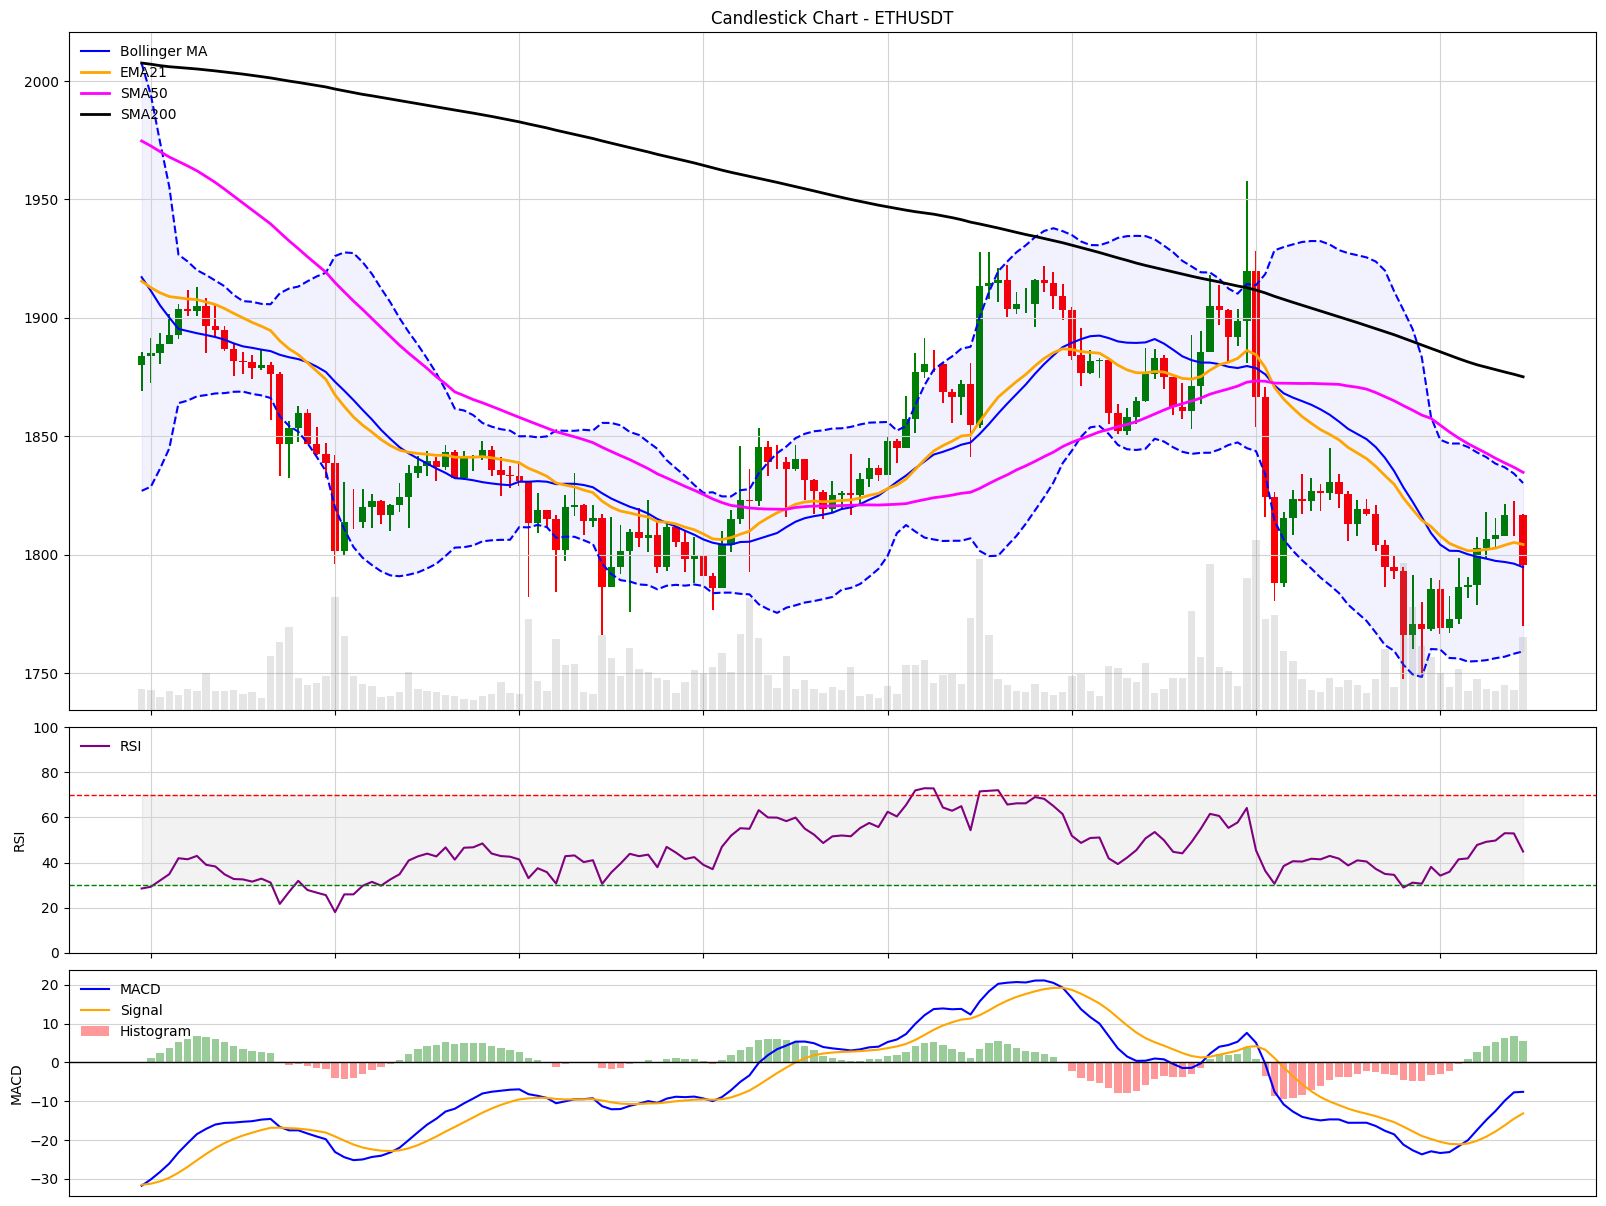 Candlestick Chart - ETHUSDT
Bollinger MA
EMA21
SMA50
SMA200
2000
1950
1900
1850
1800
1750
RSI
100
80
60
40
20
0
RSI
MACD
Signal
Histogram
20
10
0
−10
−20
−30
MACD